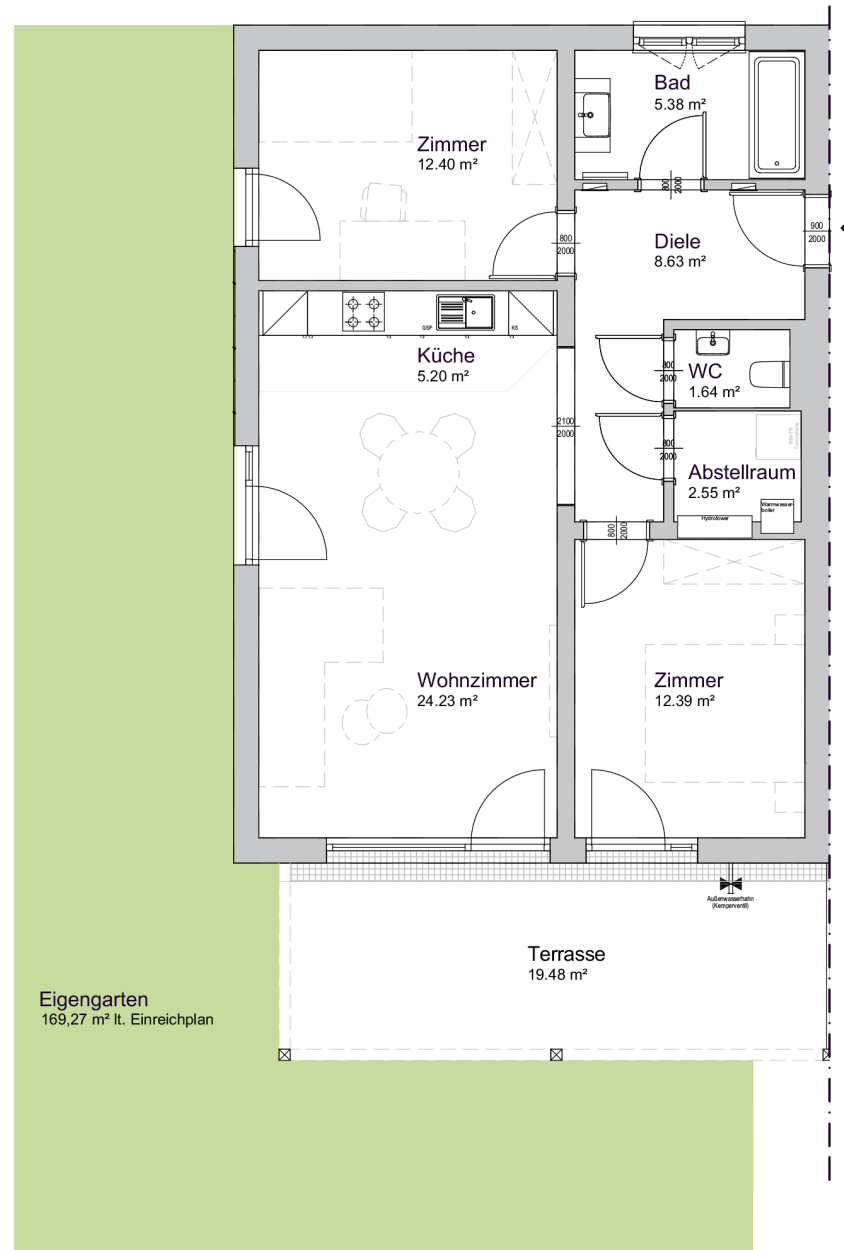 Bad
5.38 m²
Zimmer
12.40 m²
800
2000
900
2000
800
2000
Diele
8.63 m²
GSP
KS
Küche
5.20 m²
800
2000
WC
1.64 m²
2100
2000
800
2000
Abstellraum
2.55 m²
Warmwasser-
boiler
Hydrotower
800
2000
Wohnzimmer
24.23 m²
Zimmer
12.39 m²
Außenwasserhahn
(Kemperventil)
Terrasse
19.48 m²
Eigengarten
169,27 m² lt. Einreichplan